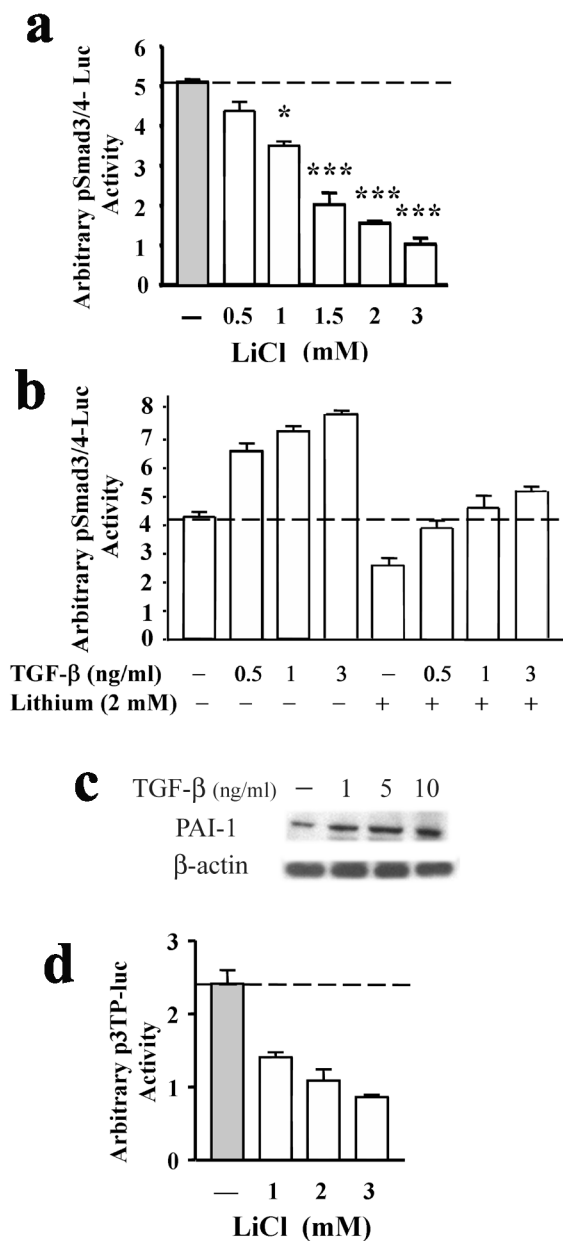 a
Arbitrary pSmad3/4- Luc
Activity
6
5
4
3
2
1
0
*
***
***
***
– 0.5 1 1.5 2 3
LiCl (mM)
b
Arbitrary pSmad3/4-Luc
Activity
8
7
6
5
4
3
2
1
0
TGF-β (ng/ml) – 0.5 1 3 – 0.5 1 3
Lithium (2 mM) – – – – + + + +
c
TGF-β (ng/ml) – 1 5 10
PAI-1
β-actin
d
Arbitrary p3TP-luc
Activity
3
2
1
0
— 1 2 3
LiCl (mM)